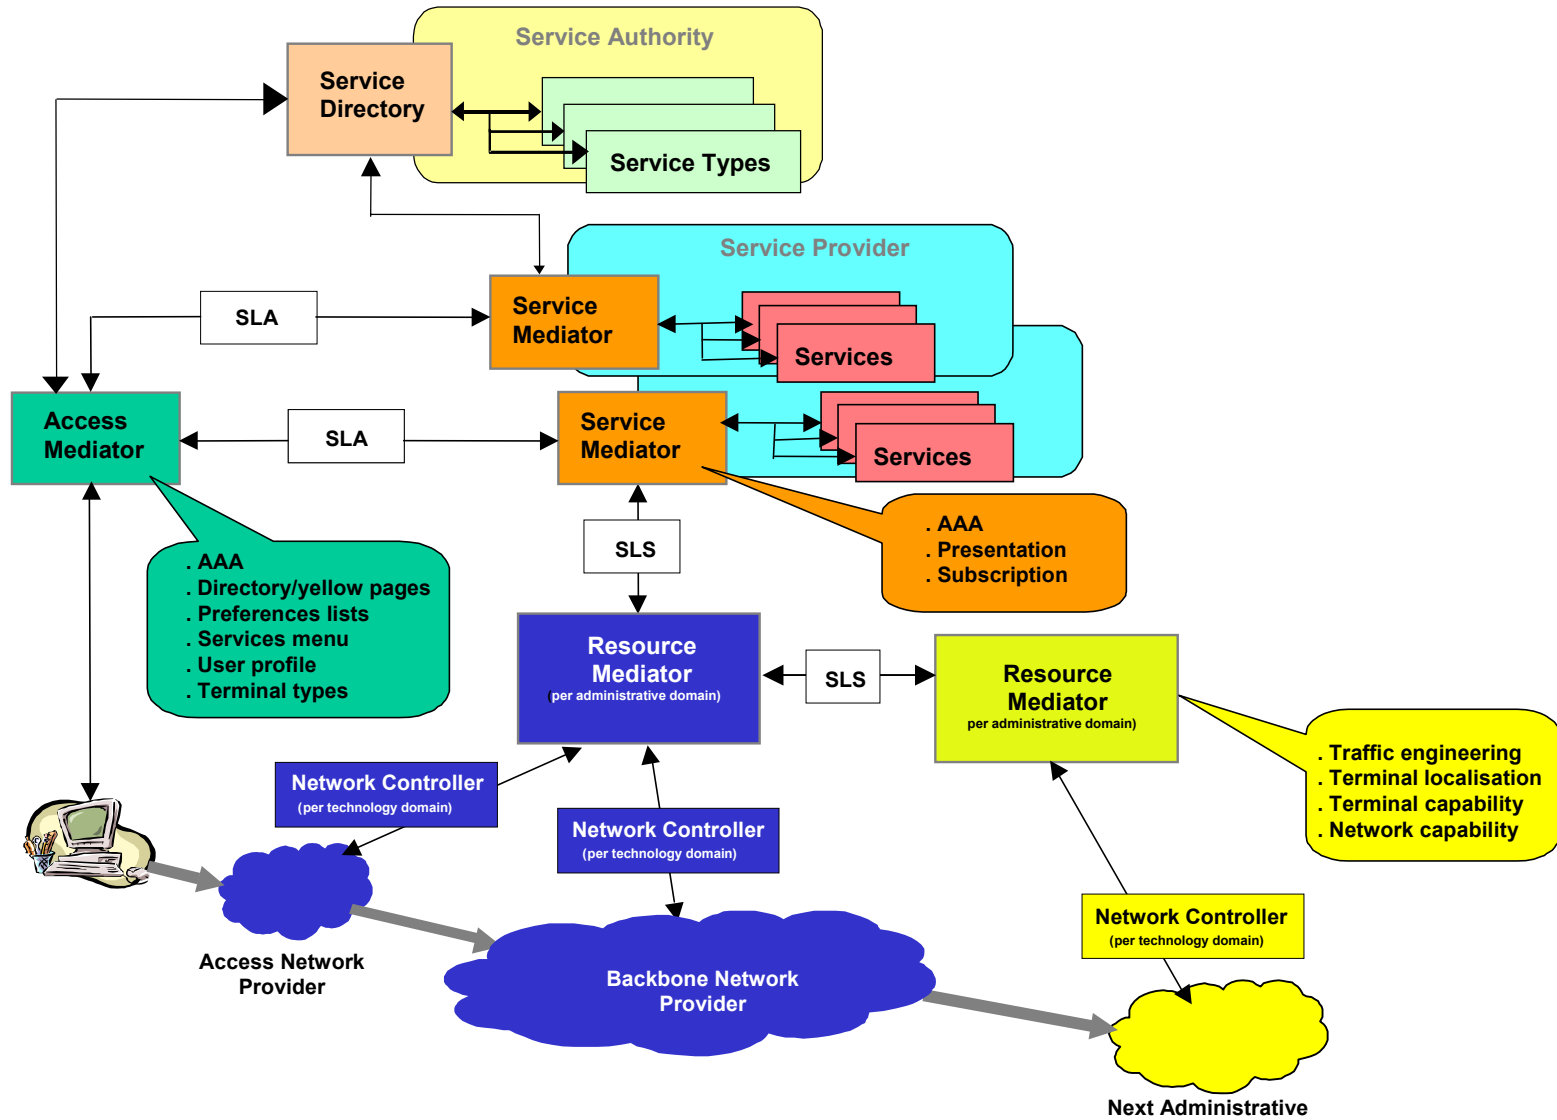 Service Authority
Service
Directory
Service Types
Service Provider
Service
Mediator
Services
SLA
Access
Mediator
SLA
Service
Mediator
Services
. AAA
. Presentation
. Subscription
SLS
. AAA
. Directory/yellow pages
. Preferences lists
. Services menu
. User profile
. Terminal types
Resource
Mediator
(per administrative domain)
SLS
Resource
Mediator
per administrative domain)
. Traffic engineering
. Terminal localisation
. Terminal capability
. Network capability
Network Controller
(per technology domain)
Network Controller
(per technology domain)
Network Controller
(per technology domain)
Access Network
Provider
Backbone Network
Provider
Next Administrative